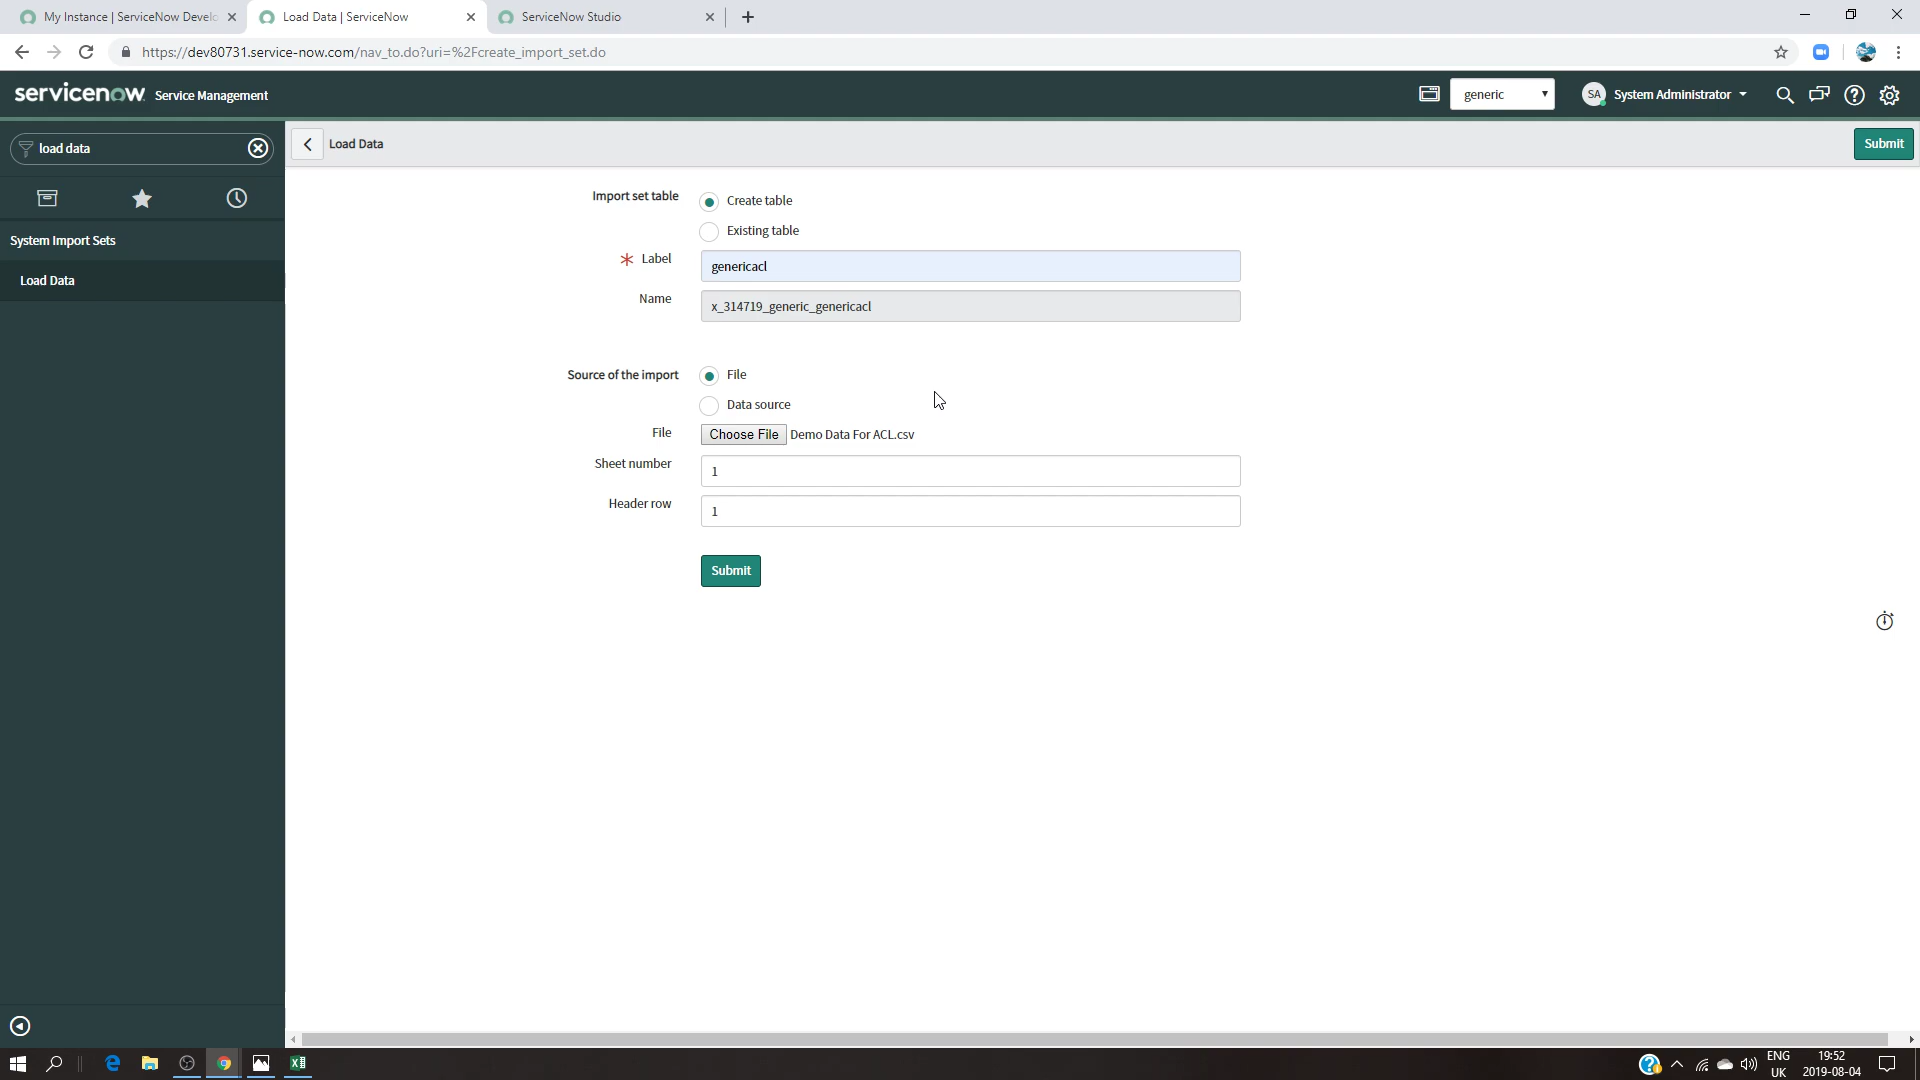 My Instance | ServiceNow Develo
Load Data | ServiceNow
ServiceNow Studio
https://dev80731.service-now.com/nav_to.do?uri=%2Fcreate_import_set.do
servicenow Service Management
generic
SA System Administrator
load data
Load Data
Submit
System Import Sets
Load Data
Import set table
Create table
Existing table
Label
genericacl
Name
x_314719_generic_genericacl
Source of the import
File
Data source
File
Choose File Demo Data For ACL.csv
Sheet number
1
Header row
1
Submit
ENG
UK
19:52
2019-08-04